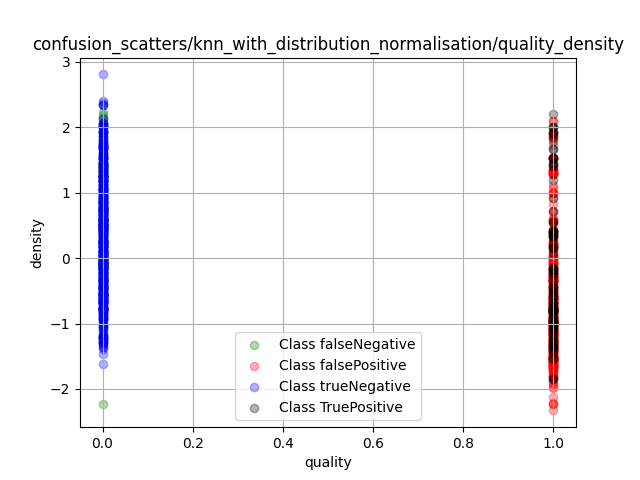 confusion_scatters/knn_with_distribution_normalisation/quality_density
3
2
1
0
−1
−2
density
Class falseNegative
Class falsePositive
Class trueNegative
Class TruePositive
0.0 0.2 0.4 0.6 0.8 1.0
quality